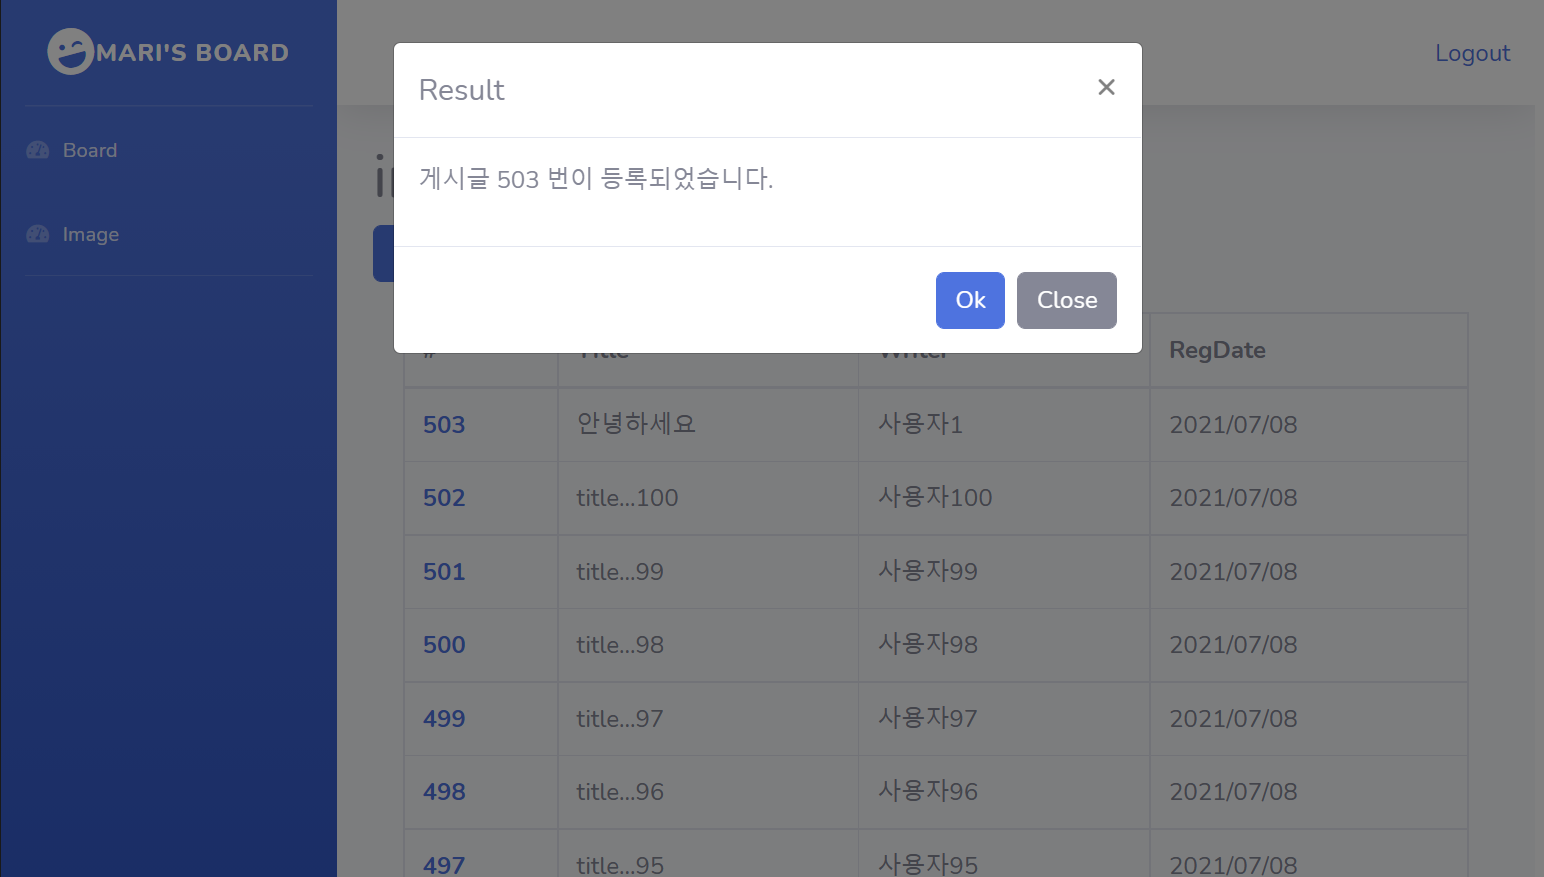 MARI'S BOARD
Logout
Board
Image
Result ×
게시글 503 번이 등록되었습니다.
Ok Close
# Title Writer RegDate
503 안녕하세요 사용자1 2021/07/08
502 title...100 사용자100 2021/07/08
501 title...99 사용자99 2021/07/08
500 title...98 사용자98 2021/07/08
499 title...97 사용자97 2021/07/08
498 title...96 사용자96 2021/07/08
497 title...95 사용자95 2021/07/08